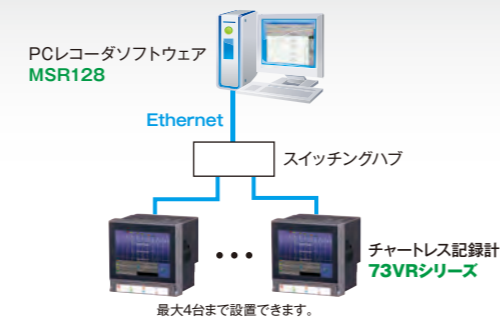 PCレコーダソフトウェア
MSR128
Ethernet
スイッチングハブ
チャートレス記録計
73VRシリーズ
最大4台まで設置できます。